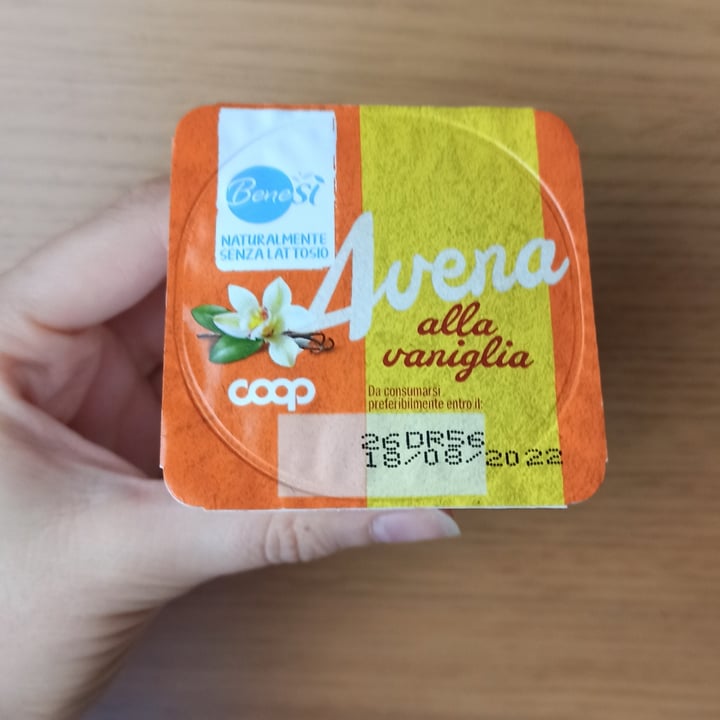 Bene sì
NATURALMENTE
SENZA LATTOSIO
Avena
alla
vaniglia
coop
Da consumarsi
preferibilmente entro il:
26DR56
18/08/2022